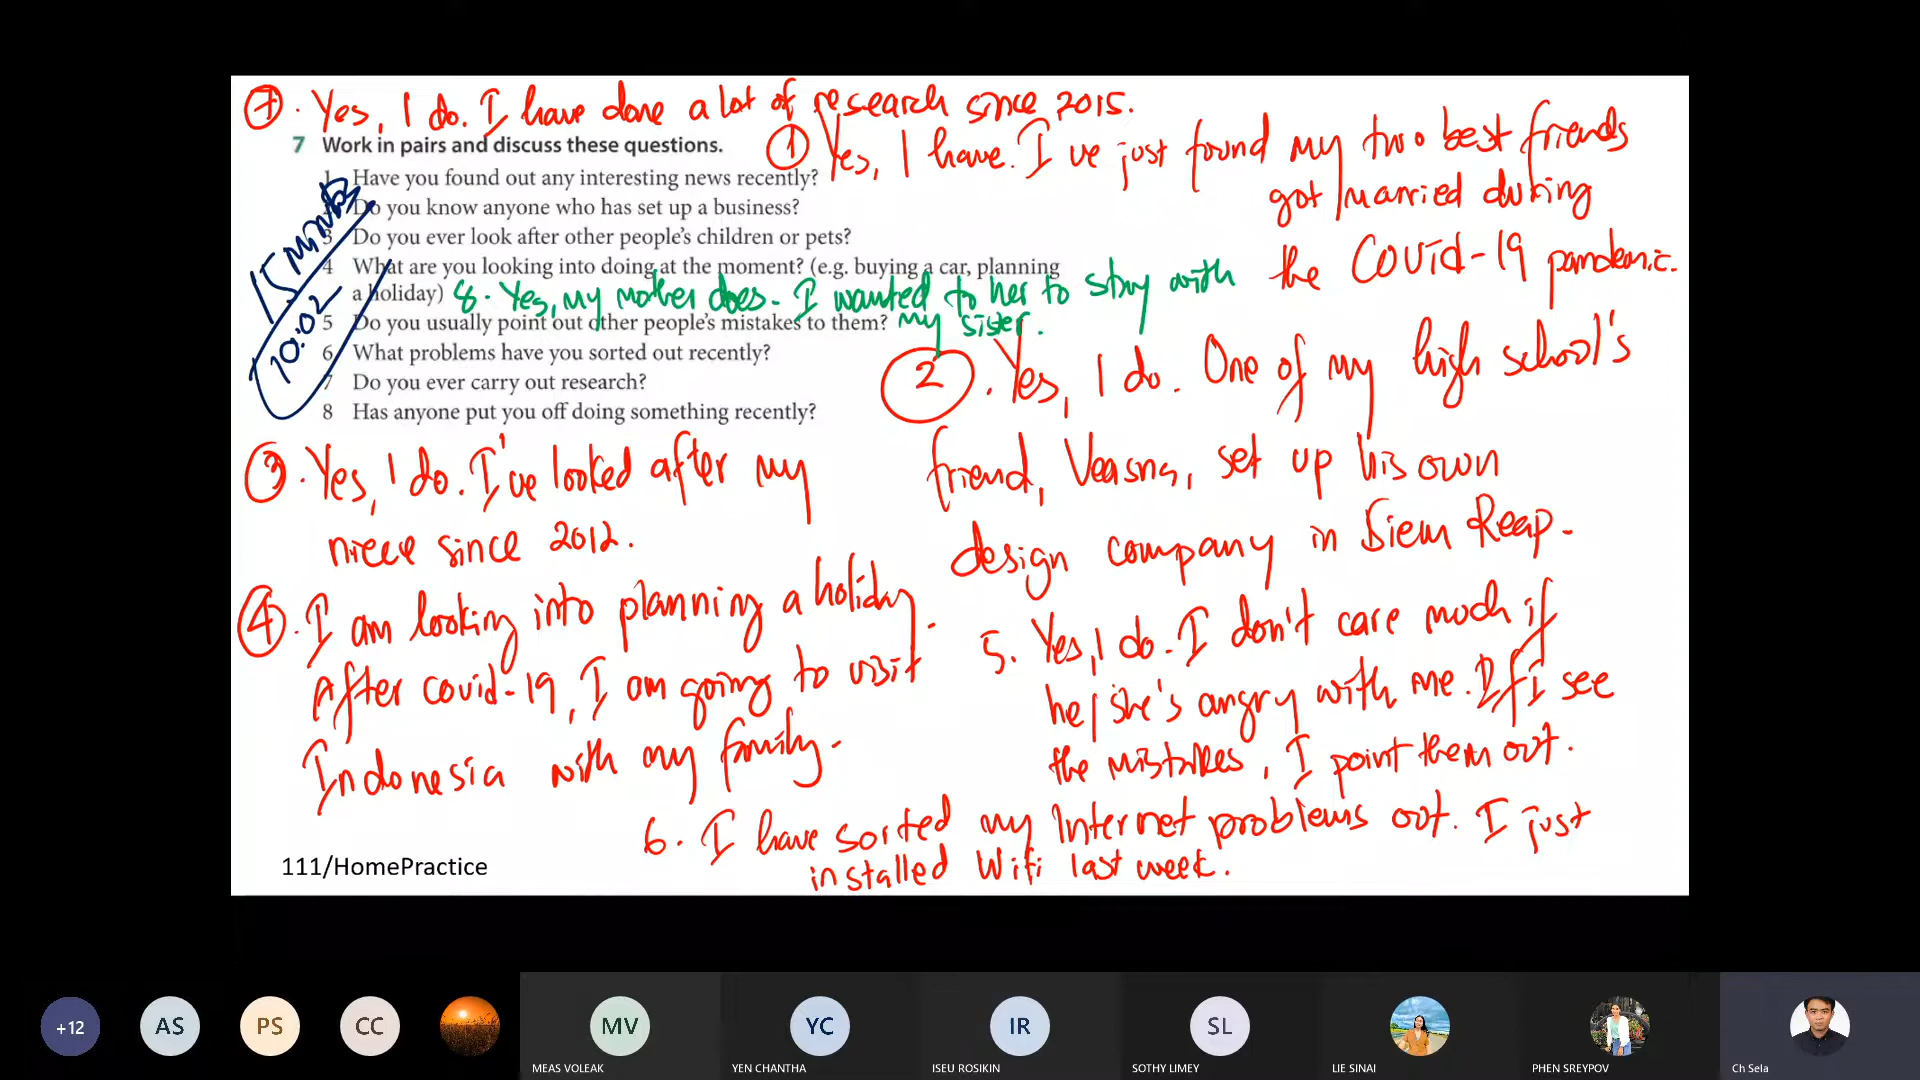 7. Yes, I do. I have done a lot of research since 2015.
7 Work in pairs and discuss these questions.
1 Have you found out any interesting news recently?
Do you know anyone who has set up a business?
3 Do you ever look after other people's children or pets?
4 What are you looking into doing at the moment? (e.g. buying a car, planning
a holiday)
5 Do you usually point out other people's mistakes to them?
6 What problems have you sorted out recently?
7 Do you ever carry out research?
8 Has anyone put you off doing something recently?
15 minutes
10:02
1 Yes, I have. I've just found my two best friends
got married during
the Covid-19 pandemic.
8. Yes, my mother does. I wanted to her to stay with
my sister.
2. Yes, I do. One of my high school's
friend, Veasna, set up his own
design company in Siem Reap.
3. Yes, I do. I've looked after my
niece since 2012.
4. I am looking into planning a holiday.
After covid-19, I am going to visit
Indonesia with my family.
5. Yes, I do. I don't care much if
he/she's angry with me. If I see
the mistakes, I point them out.
6. I have sorted my Internet problems out. I just
installed Wifi last week.
111/HomePractice
+12
AS
PS
CC
MV
YC
IR
SL
MEAS VOLEAK
YEN CHANTHA
ISEU ROSIKIN
SOTHY LIMEY
LIE SINAI
PHEN SREYPOV
Ch Sela